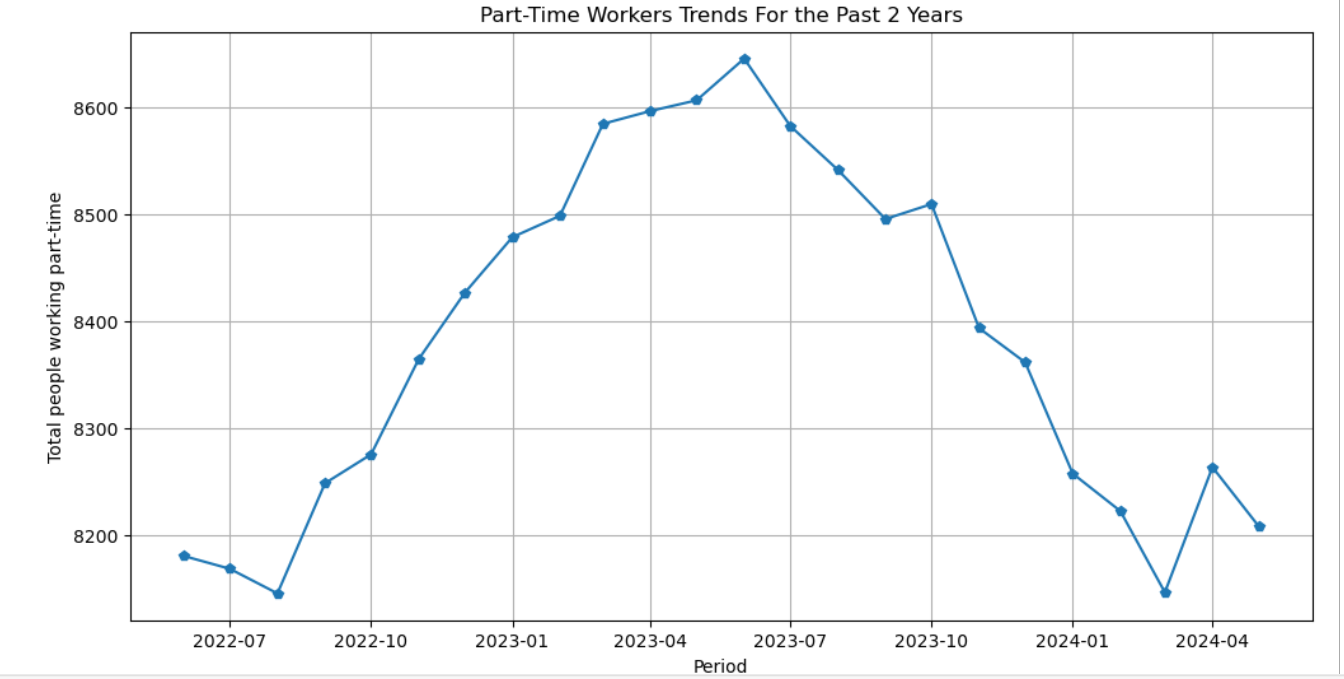 Part-Time Workers Trends For the Past 2 Years
Total people working part-time
8600
8500
8400
8300
8200
2022-07 2022-10 2023-01 2023-04 2023-07 2023-10 2024-01 2024-04
Period